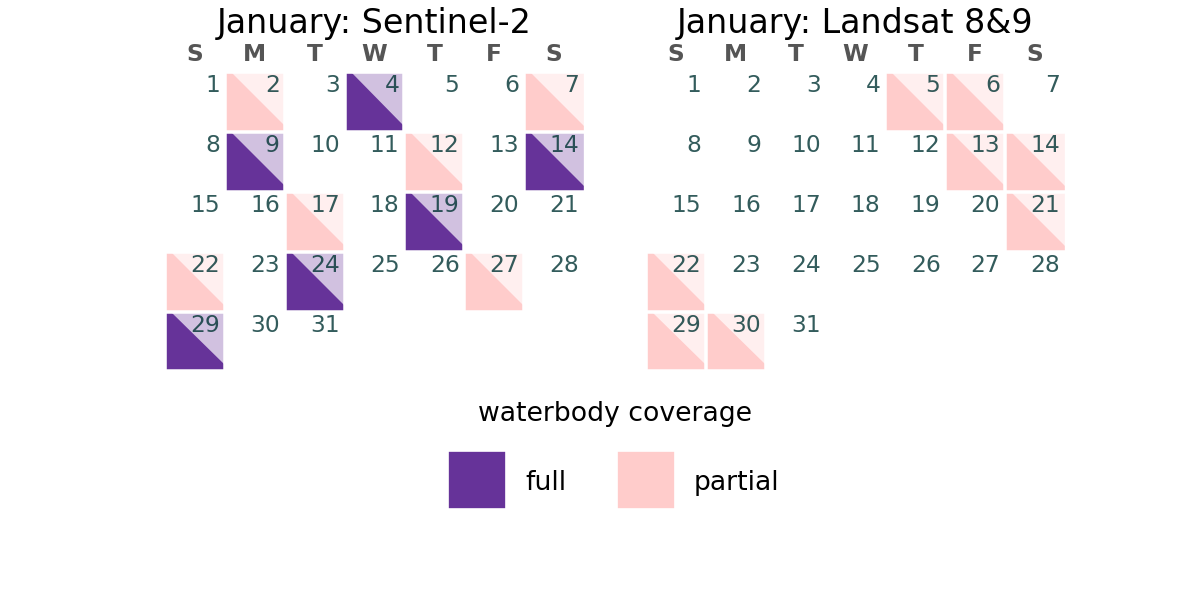 January: Sentinel-2
S M T W T F S
1 2 3 4 5 6 7
8 9 10 11 12 13 14
15 16 17 18 19 20 21
22 23 24 25 26 27 28
29 30 31
January: Landsat 8&9
S M T W T F S
1 2 3 4 5 6 7
8 9 10 11 12 13 14
15 16 17 18 19 20 21
22 23 24 25 26 27 28
29 30 31
waterbody coverage
full partial